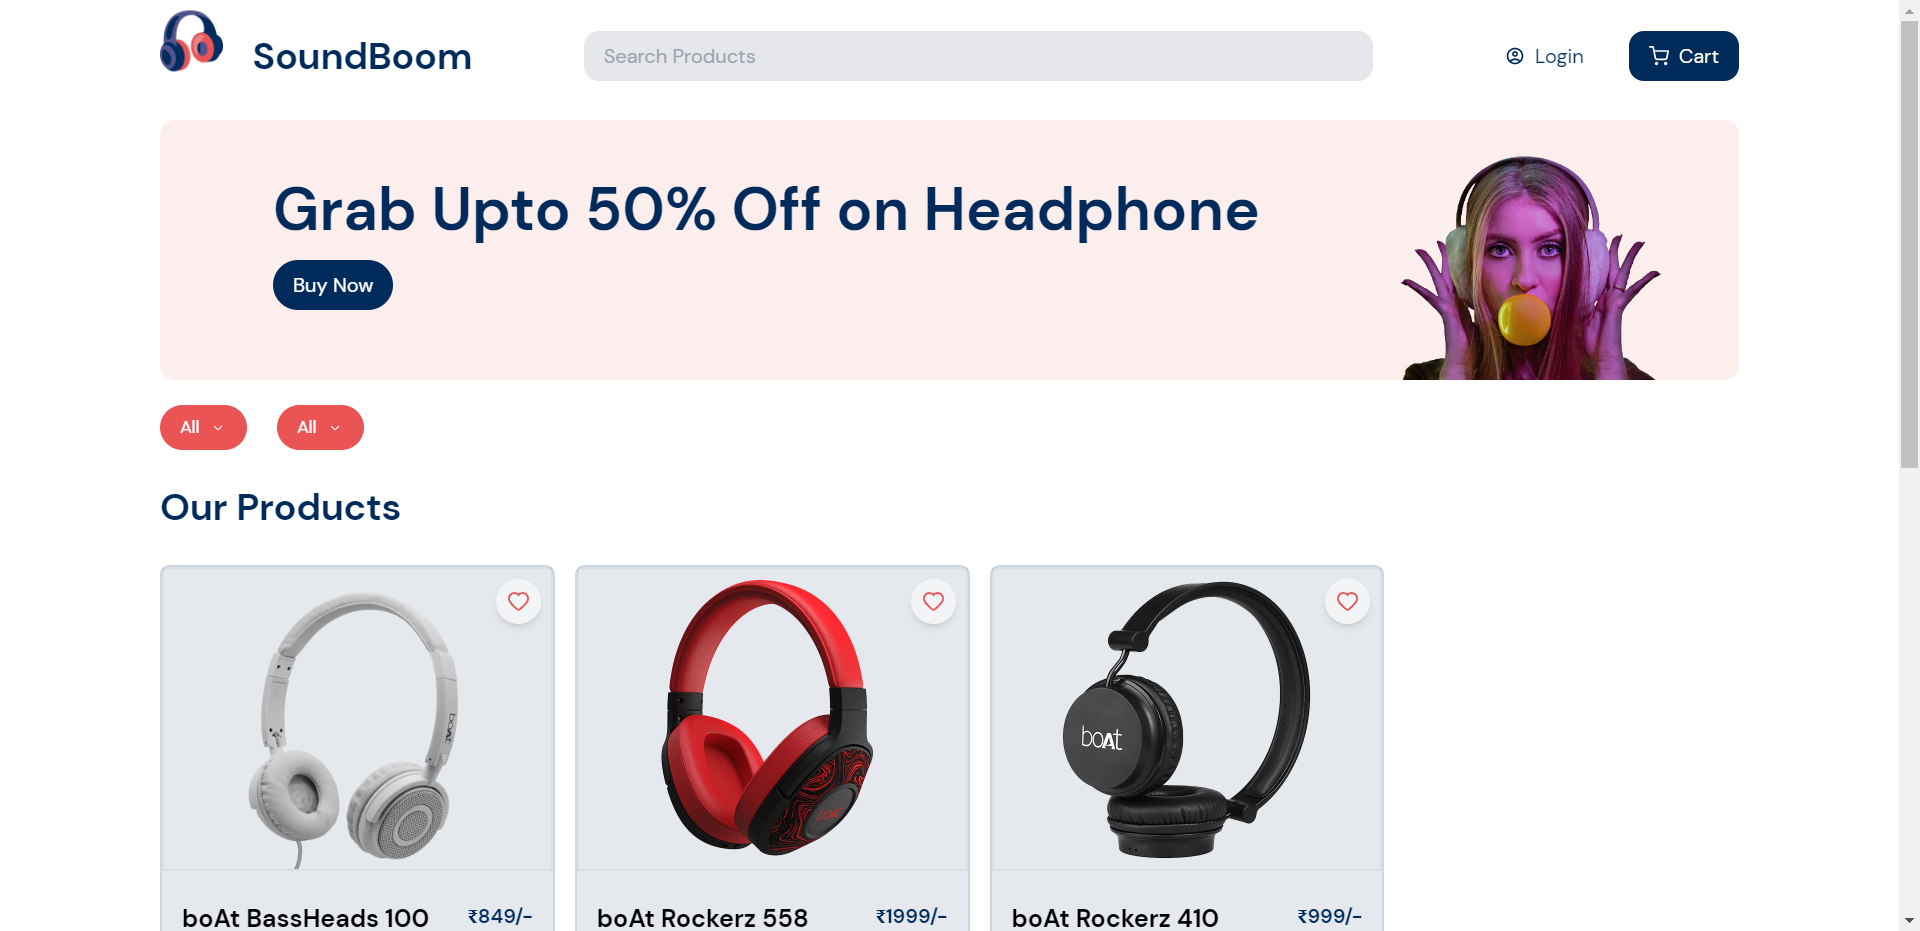 SoundBoom
Search Products
Login
Cart
Grab Upto 50% Off on Headphone
Buy Now
All
All
Our Products
boAt
boAt
boAt
boAt BassHeads 100
₹849/-
boAt Rockerz 558
₹1999/-
boAt Rockerz 410
₹999/-